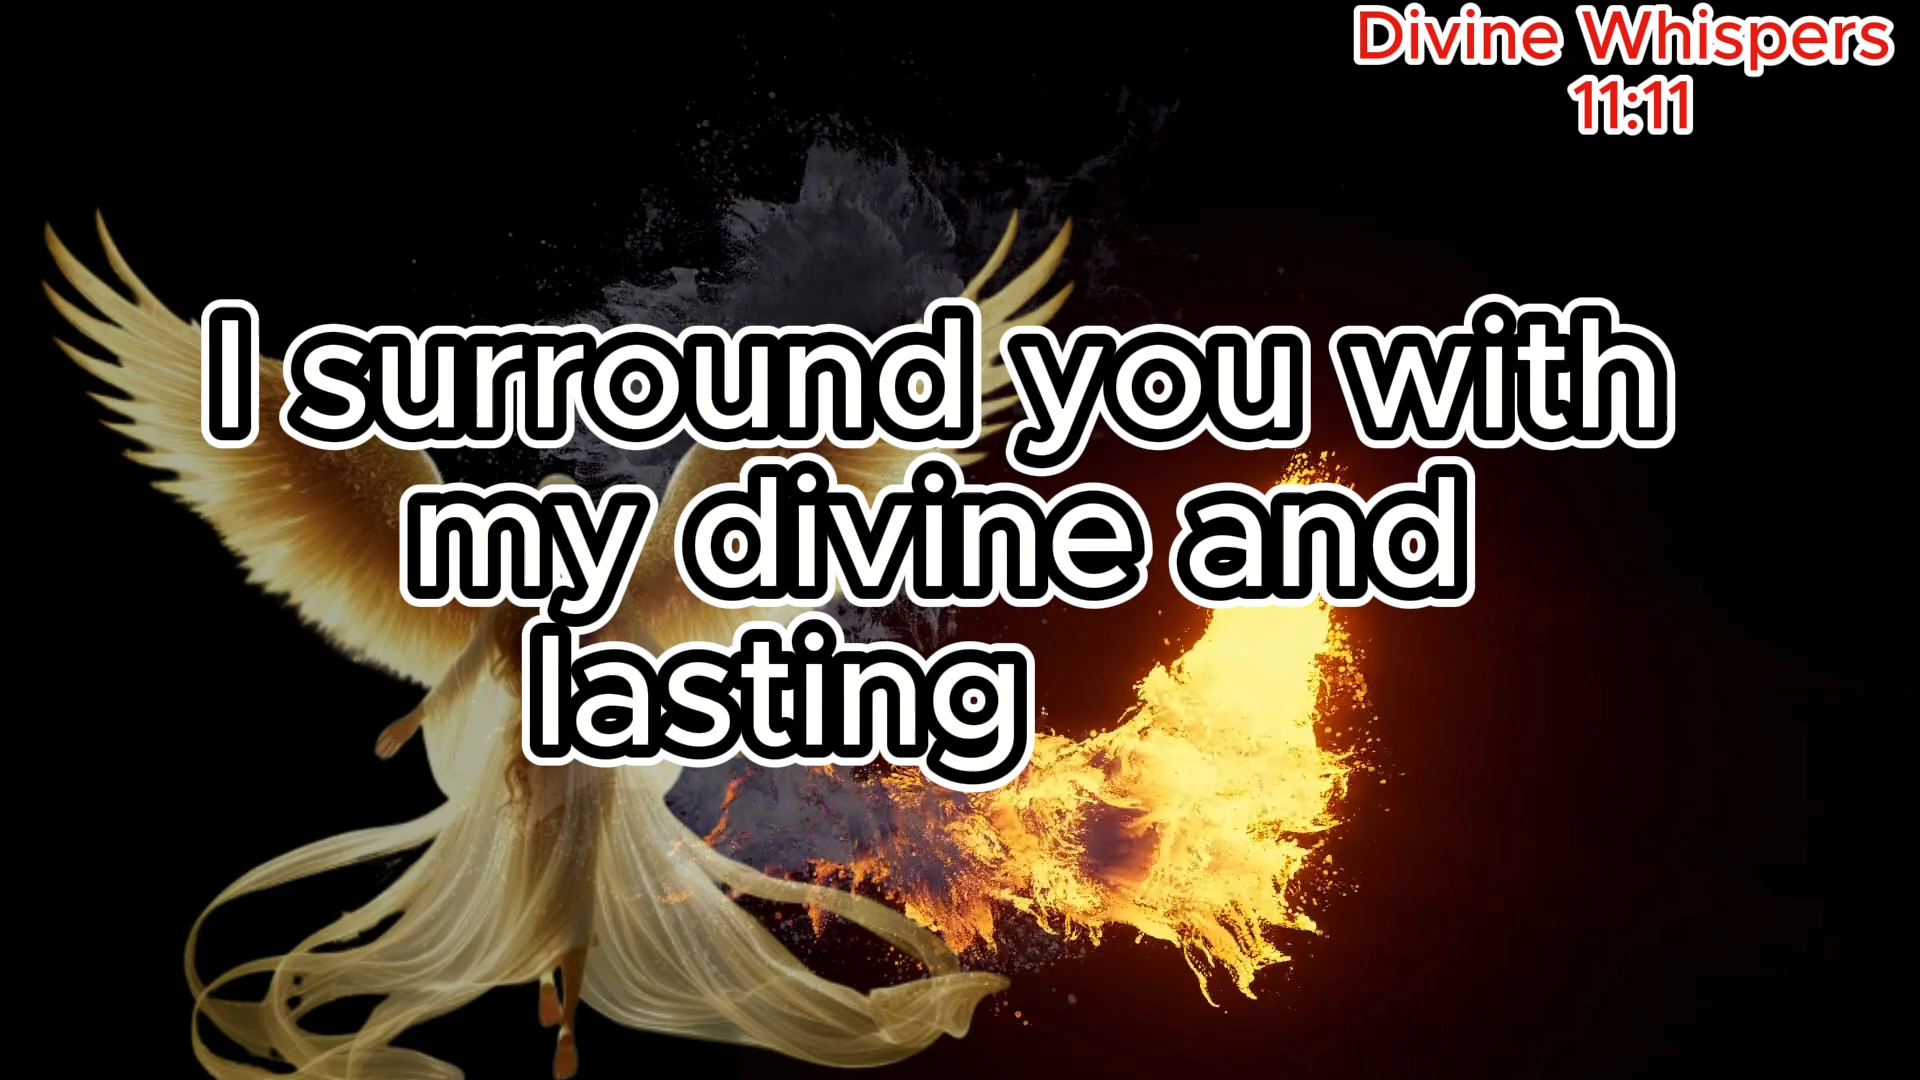 Divine Whispers
11:11
I surround you with
my divine and
lasting